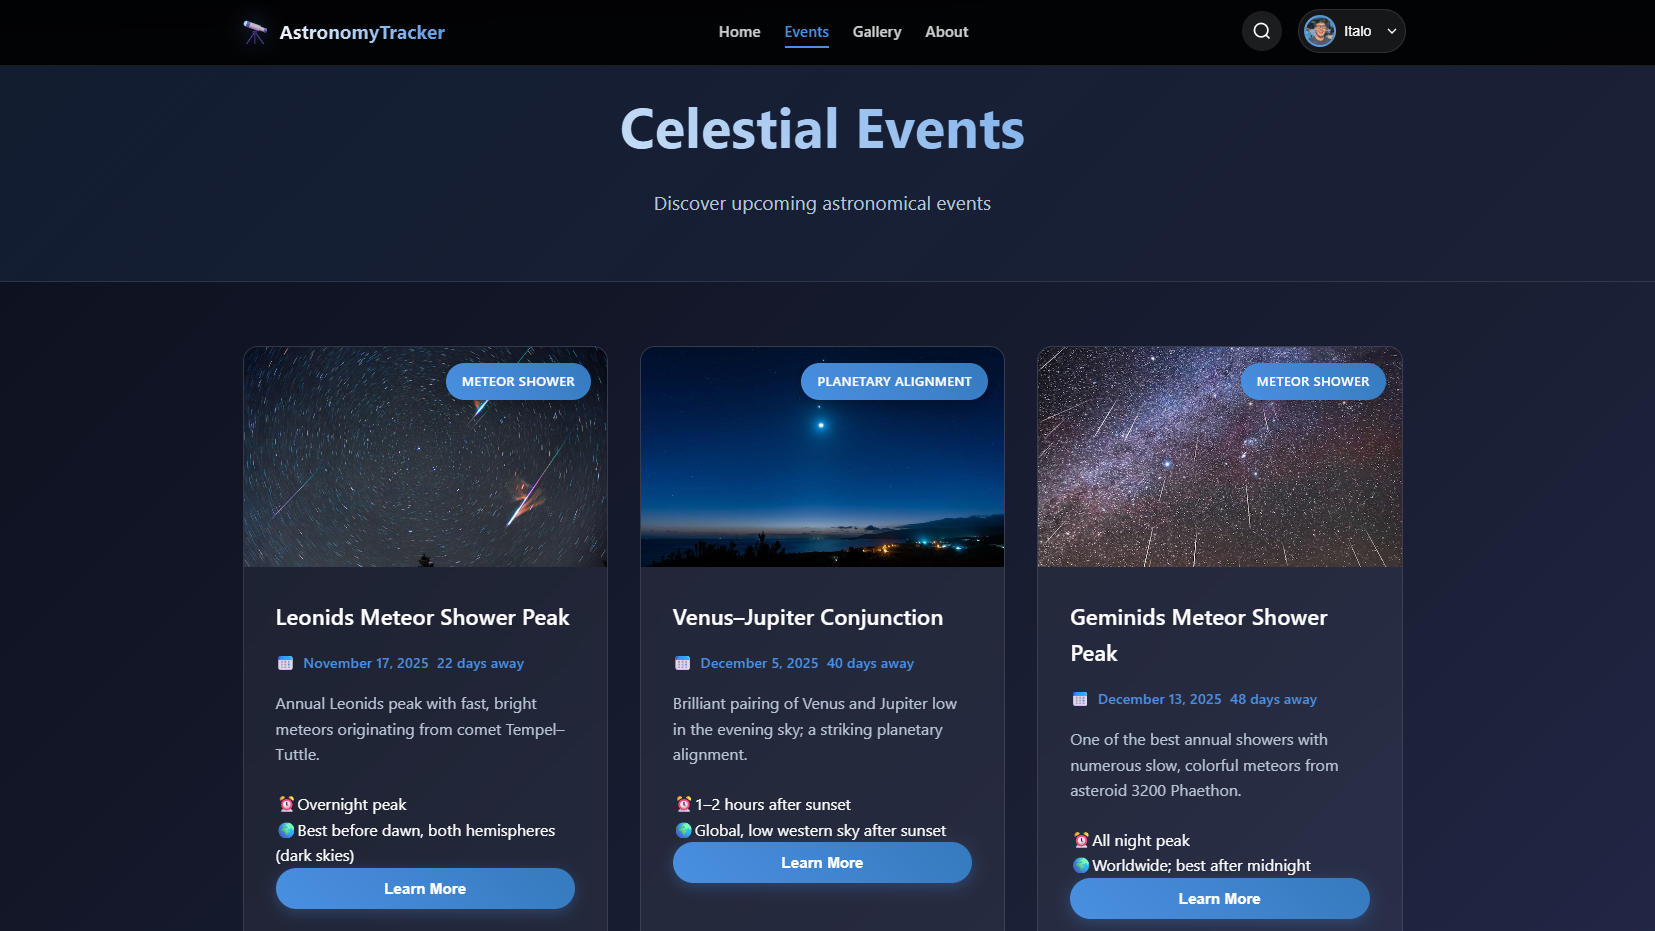 AstronomyTracker
Home
Events
Gallery
About
Italo
Celestial Events
Discover upcoming astronomical events
METEOR SHOWER
Leonids Meteor Shower Peak
November 17, 2025 22 days away
Annual Leonids peak with fast, bright
meteors originating from comet Tempel–
Tuttle.
Overnight peak
Best before dawn, both hemispheres
(dark skies)
Learn More
PLANETARY ALIGNMENT
Venus–Jupiter Conjunction
December 5, 2025 40 days away
Brilliant pairing of Venus and Jupiter low
in the evening sky; a striking planetary
alignment.
1–2 hours after sunset
Global, low western sky after sunset
Learn More
METEOR SHOWER
Geminids Meteor Shower
Peak
December 13, 2025 48 days away
One of the best annual showers with
numerous slow, colorful meteors from
asteroid 3200 Phaethon.
All night peak
Worldwide; best after midnight
Learn More